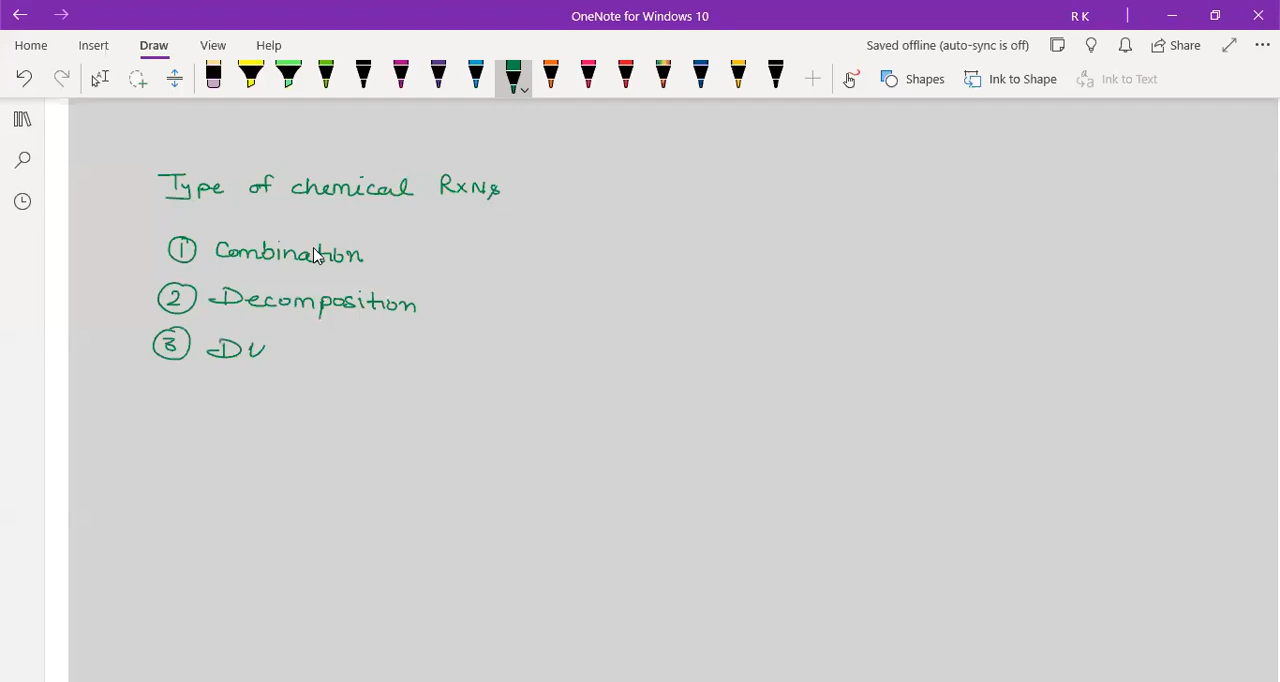 OneNote for Windows 10
R K
Home Insert Draw View Help
Saved offline (auto-sync is off) Share
Shapes Ink to Shape Ink to Text
Type of chemical RxNs
① Combination
② Decomposition
③ D